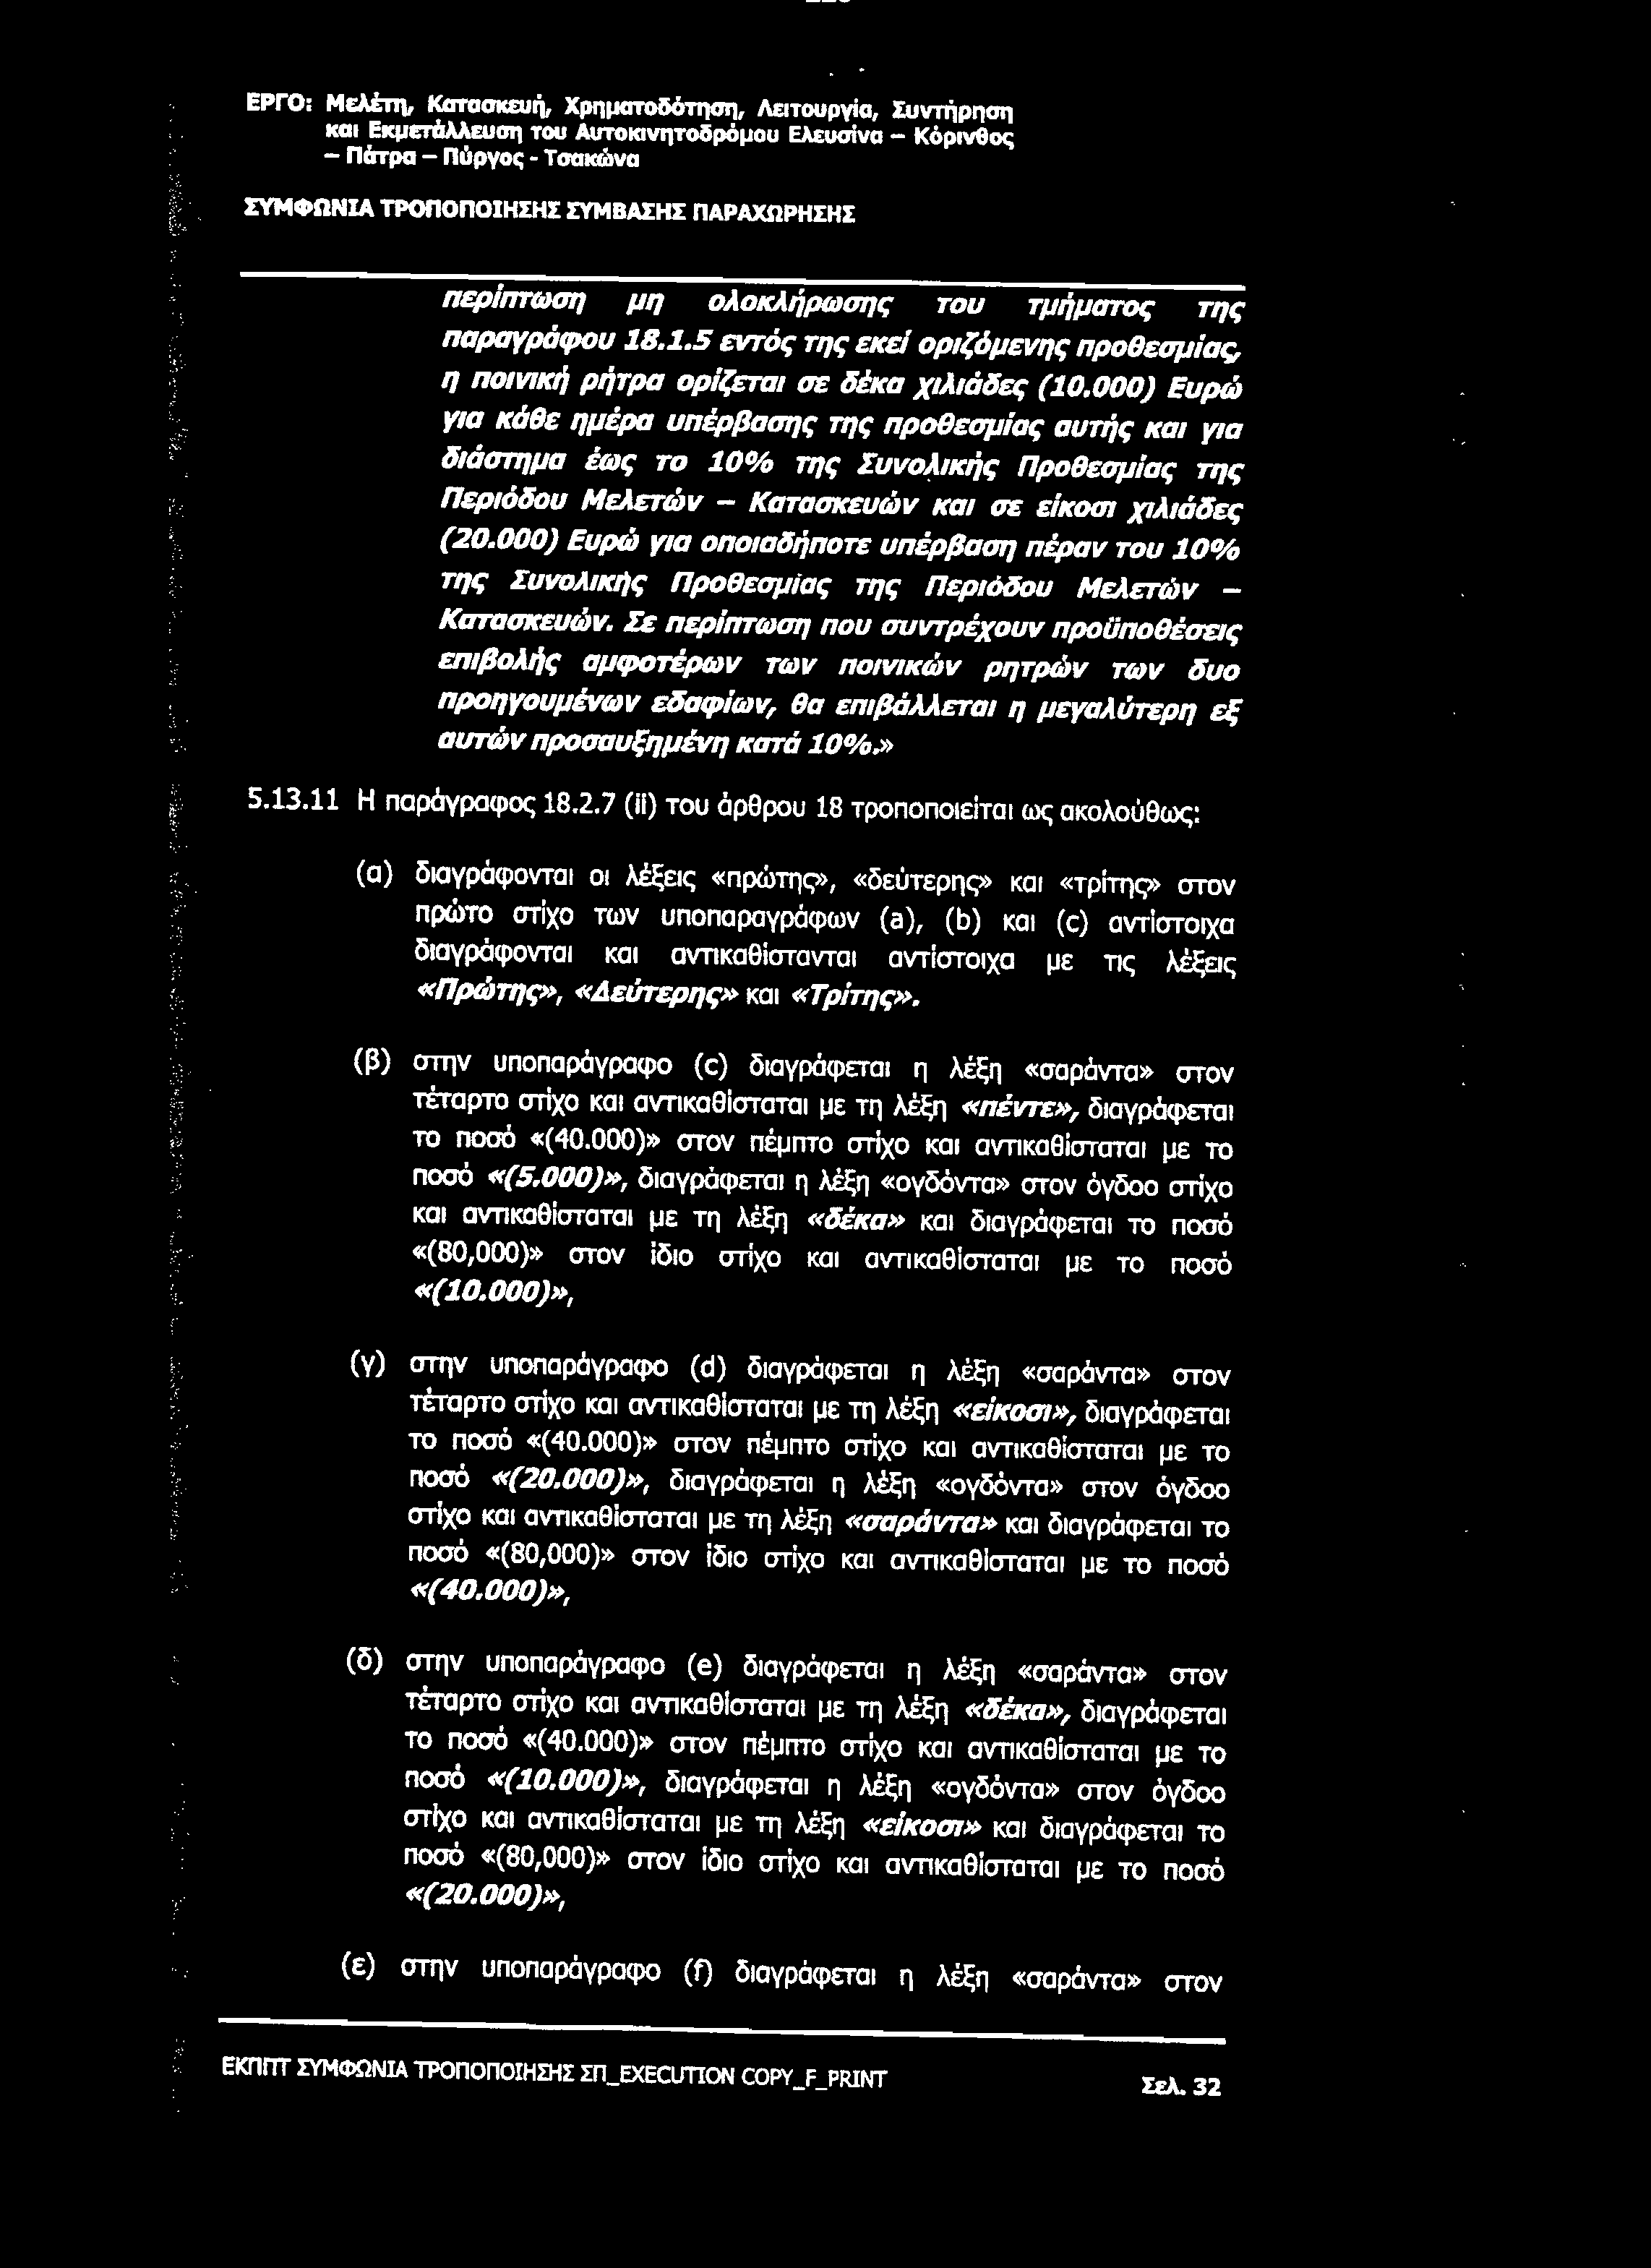 ΕΡΓΟ: Μελέτη, Κατασκευή, Χρηματοδότηση, Λειτουργία, Συντήρηση
και Εκμετάλλευση του Αυτοκινητοδρόμου Ελευσίνα – Κόρινθος
– Πάτρα – Πύργος - Τσακώνα
ΣΥΜΦΩΝΙΑ ΤΡΟΠΟΠΟΙΗΣΗΣ ΣΥΜΒΑΣΗΣ ΠΑΡΑΧΩΡΗΣΗΣ
περίπτωση μη ολοκλήρωσης του τμήματος της
παραγράφου 18.1.5 εντός της εκεί οριζόμενης προθεσμίας,
η ποινική ρήτρα ορίζεται σε δέκα χιλιάδες (10.000) Ευρώ
για κάθε ημέρα υπέρβασης της προθεσμίας αυτής και για
διάστημα έως το 10% της Συνολικής Προθεσμίας της
Περιόδου Μελετών – Κατασκευών και σε είκοσι χιλιάδες
(20.000) Ευρώ για οποιαδήποτε υπέρβαση πέραν του 10%
της Συνολικής Προθεσμίας της Περιόδου Μελετών –
Κατασκευών. Σε περίπτωση που συντρέχουν προϋποθέσεις
επιβολής αμφοτέρων των ποινικών ρητρών των δυο
προηγουμένων εδαφίων, θα επιβάλλεται η μεγαλύτερη εξ
αυτών προσαυξημένη κατά 10%.»
5.13.11 Η παράγραφος 18.2.7 (ii) του άρθρου 18 τροποποιείται ως ακολούθως:
(α) διαγράφονται οι λέξεις «πρώτης», «δεύτερης» και «τρίτης» στον
πρώτο στίχο των υποπαραγράφων (a), (b) και (c) αντίστοιχα
διαγράφονται και αντικαθίστανται αντίστοιχα με τις λέξεις
«Πρώτης», «Δεύτερης» και «Τρίτης».
(β) στην υποπαράγραφο (c) διαγράφεται η λέξη «σαράντα» στον
τέταρτο στίχο και αντικαθίσταται με τη λέξη «πέντε», διαγράφεται
το ποσό «(40.000)» στον πέμπτο στίχο και αντικαθίσταται με το
ποσό «(5.000)», διαγράφεται η λέξη «ογδόντα» στον όγδοο στίχο
και αντικαθίσταται με τη λέξη «δέκα» και διαγράφεται το ποσό
«(80,000)» στον ίδιο στίχο και αντικαθίσταται με το ποσό
«(10.000)»,
(γ) στην υποπαράγραφο (d) διαγράφεται η λέξη «σαράντα» στον
τέταρτο στίχο και αντικαθίσταται με τη λέξη «είκοσι», διαγράφεται
το ποσό «(40.000)» στον πέμπτο στίχο και αντικαθίσταται με το
ποσό «(20.000)», διαγράφεται η λέξη «ογδόντα» στον όγδοο
στίχο και αντικαθίσταται με τη λέξη «σαράντα» και διαγράφεται το
ποσό «(80,000)» στον ίδιο στίχο και αντικαθίσταται με το ποσό
«(40.000)»,
(δ) στην υποπαράγραφο (e) διαγράφεται η λέξη «σαράντα» στον
τέταρτο στίχο και αντικαθίσταται με τη λέξη «δέκα», διαγράφεται
το ποσό «(40.000)» στον πέμπτο στίχο και αντικαθίσταται με το
ποσό «(10.000)», διαγράφεται η λέξη «ογδόντα» στον όγδοο
στίχο και αντικαθίσταται με τη λέξη «είκοσι» και διαγράφεται το
ποσό «(80,000)» στον ίδιο στίχο και αντικαθίσταται με το ποσό
«(20.000)»,
(ε) στην υποπαράγραφο (f) διαγράφεται η λέξη «σαράντα» στον
ΕΚΠΠΤ ΣΥΜΦΩΝΙΑ ΤΡΟΠΟΠΟΙΗΣΗΣ ΣΠ_EXECUTION COPY_F_PRINT
Σελ. 32